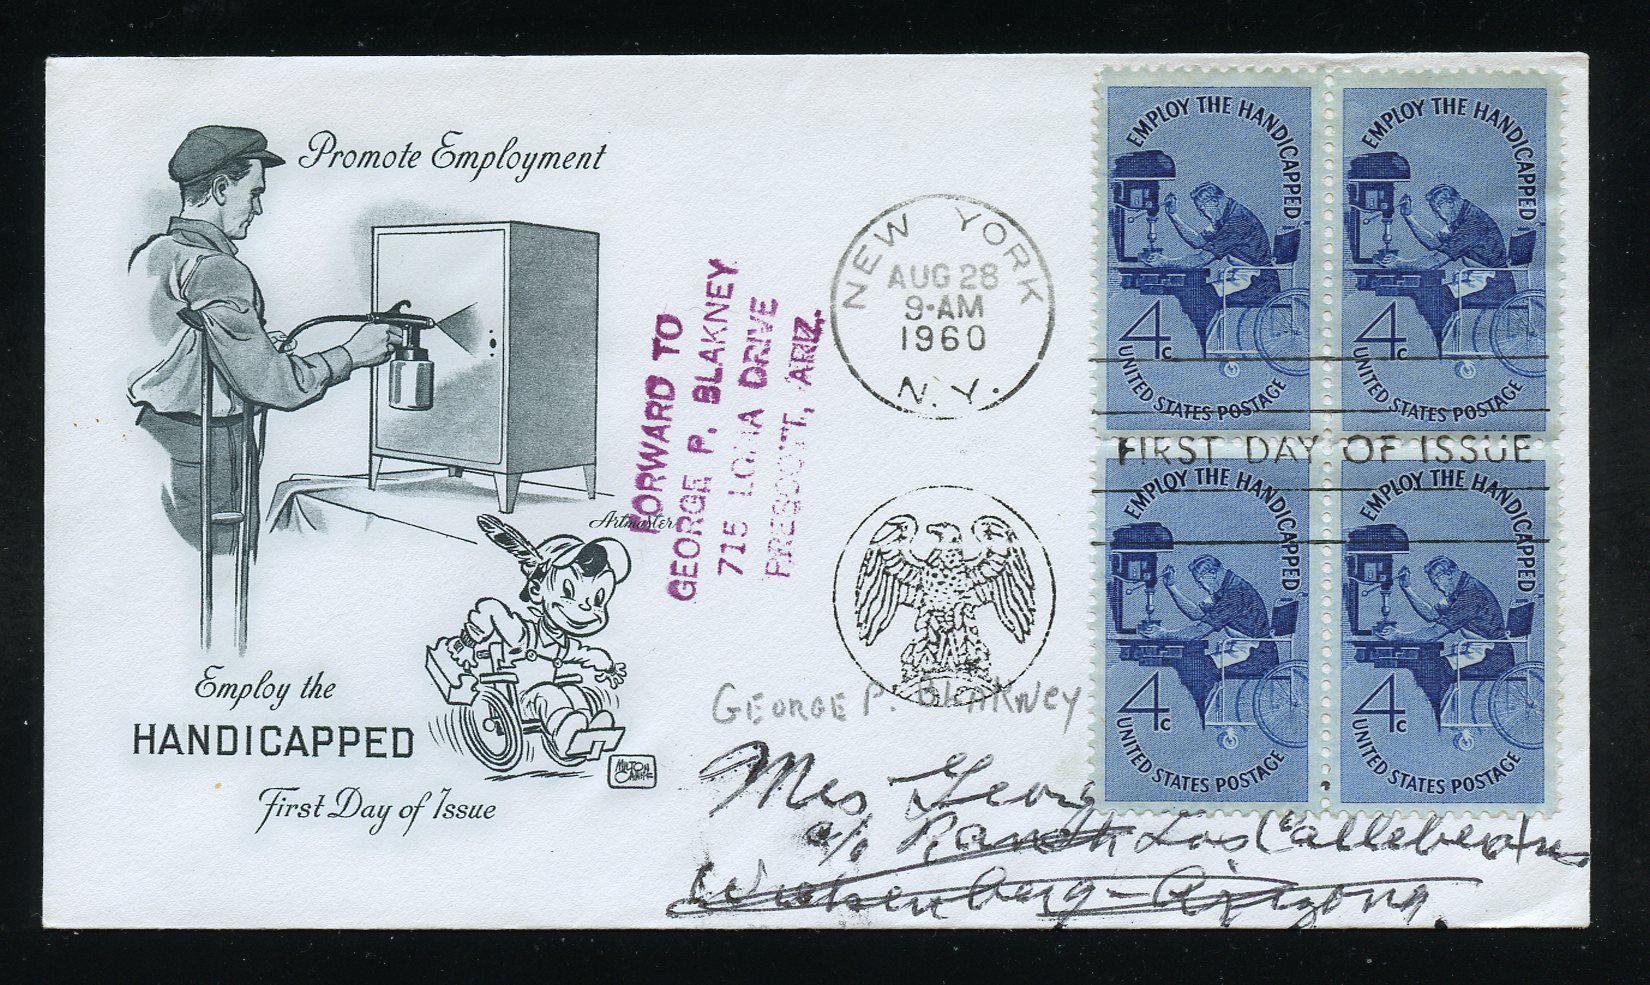 Promote Employment
Artmaster
Employ the
HANDICAPPED
First Day of Issue
MILTON
CANIFF
FORWARD TO
GEORGE P. BLAKNEY
715 LOMA DRIVE
PRESCOTT, ARIZ.
NEW YORK
AUG 28
9-AM
1960
N.Y.
EMPLOY THE HANDICAPPED
4c
UNITED STATES POSTAGE
EMPLOY THE HANDICAPPED
4c
UNITED STATES POSTAGE
FIRST DAY OF ISSUE
EMPLOY THE HANDICAPPED
4c
UNITED STATES POSTAGE
EMPLOY THE HANDICAPPED
4c
UNITED STATES POSTAGE
GEORGE P. BLAKNEY
Mrs Georg
c/o Ranch Los Caballeros
Wickenburg - Arizona